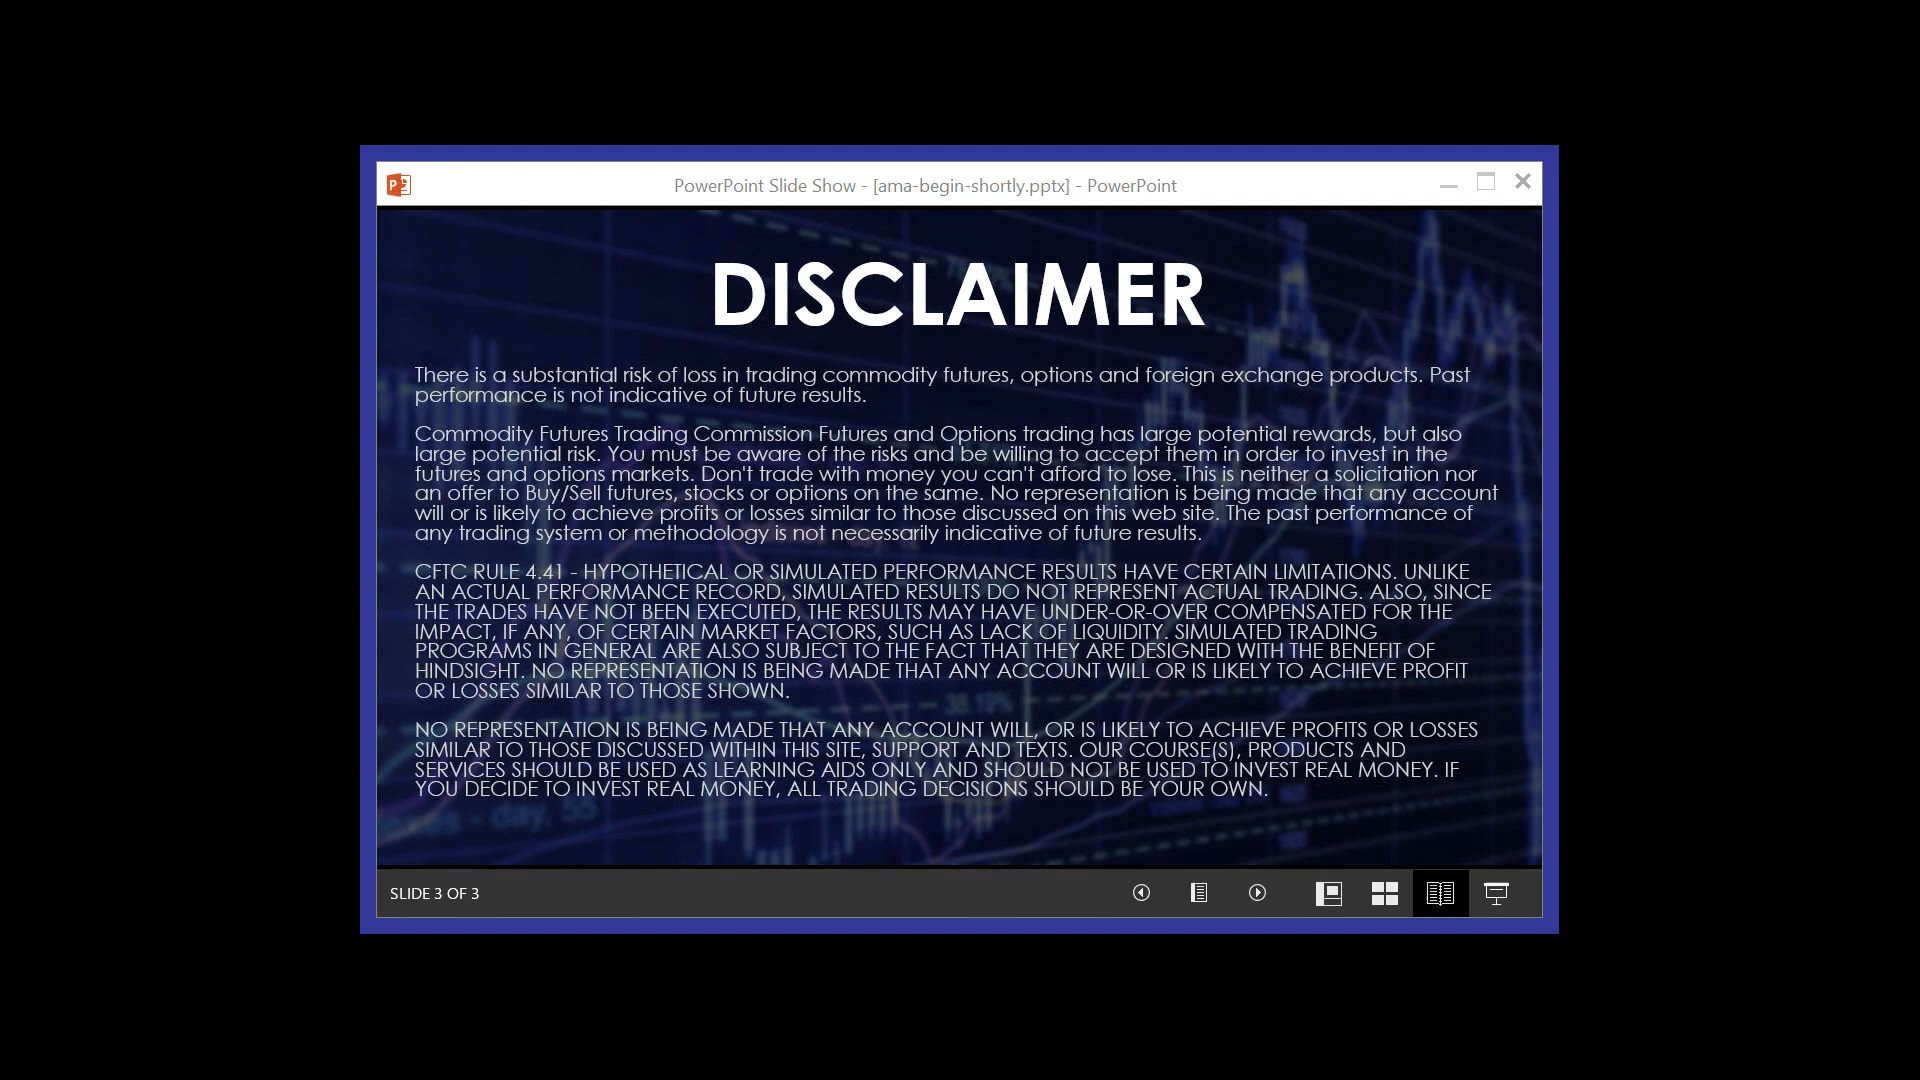 PowerPoint Slide Show - [ama-begin-shortly.pptx] - PowerPoint
DISCLAIMER
There is a substantial risk of loss in trading commodity futures, options and foreign exchange products. Past
performance is not indicative of future results.
Commodity Futures Trading Commission Futures and Options trading has large potential rewards, but also
large potential risk. You must be aware of the risks and be willing to accept them in order to invest in the
futures and options markets. Don't trade with money you can't afford to lose. This is neither a solicitation nor
an offer to Buy/Sell futures, stocks or options on the same. No representation is being made that any account
will or is likely to achieve profits or losses similar to those discussed on this web site. The past performance of
any trading system or methodology is not necessarily indicative of future results.
CFTC RULE 4.41 - HYPOTHETICAL OR SIMULATED PERFORMANCE RESULTS HAVE CERTAIN LIMITATIONS. UNLIKE
AN ACTUAL PERFORMANCE RECORD, SIMULATED RESULTS DO NOT REPRESENT ACTUAL TRADING. ALSO, SINCE
THE TRADES HAVE NOT BEEN EXECUTED, THE RESULTS MAY HAVE UNDER-OR-OVER COMPENSATED FOR THE
IMPACT, IF ANY, OF CERTAIN MARKET FACTORS, SUCH AS LACK OF LIQUIDITY. SIMULATED TRADING
PROGRAMS IN GENERAL ARE ALSO SUBJECT TO THE FACT THAT THEY ARE DESIGNED WITH THE BENEFIT OF
HINDSIGHT. NO REPRESENTATION IS BEING MADE THAT ANY ACCOUNT WILL OR IS LIKELY TO ACHIEVE PROFIT
OR LOSSES SIMILAR TO THOSE SHOWN.
38.19%
NO REPRESENTATION IS BEING MADE THAT ANY ACCOUNT WILL, OR IS LIKELY TO ACHIEVE PROFITS OR LOSSES
SIMILAR TO THOSE DISCUSSED WITHIN THIS SITE, SUPPORT AND TEXTS. OUR COURSE(S), PRODUCTS AND
SERVICES SHOULD BE USED AS LEARNING AIDS ONLY AND SHOULD NOT BE USED TO INVEST REAL MONEY. IF
YOU DECIDE TO INVEST REAL MONEY, ALL TRADING DECISIONS SHOULD BE YOUR OWN.
- day, 55
SLIDE 3 OF 3